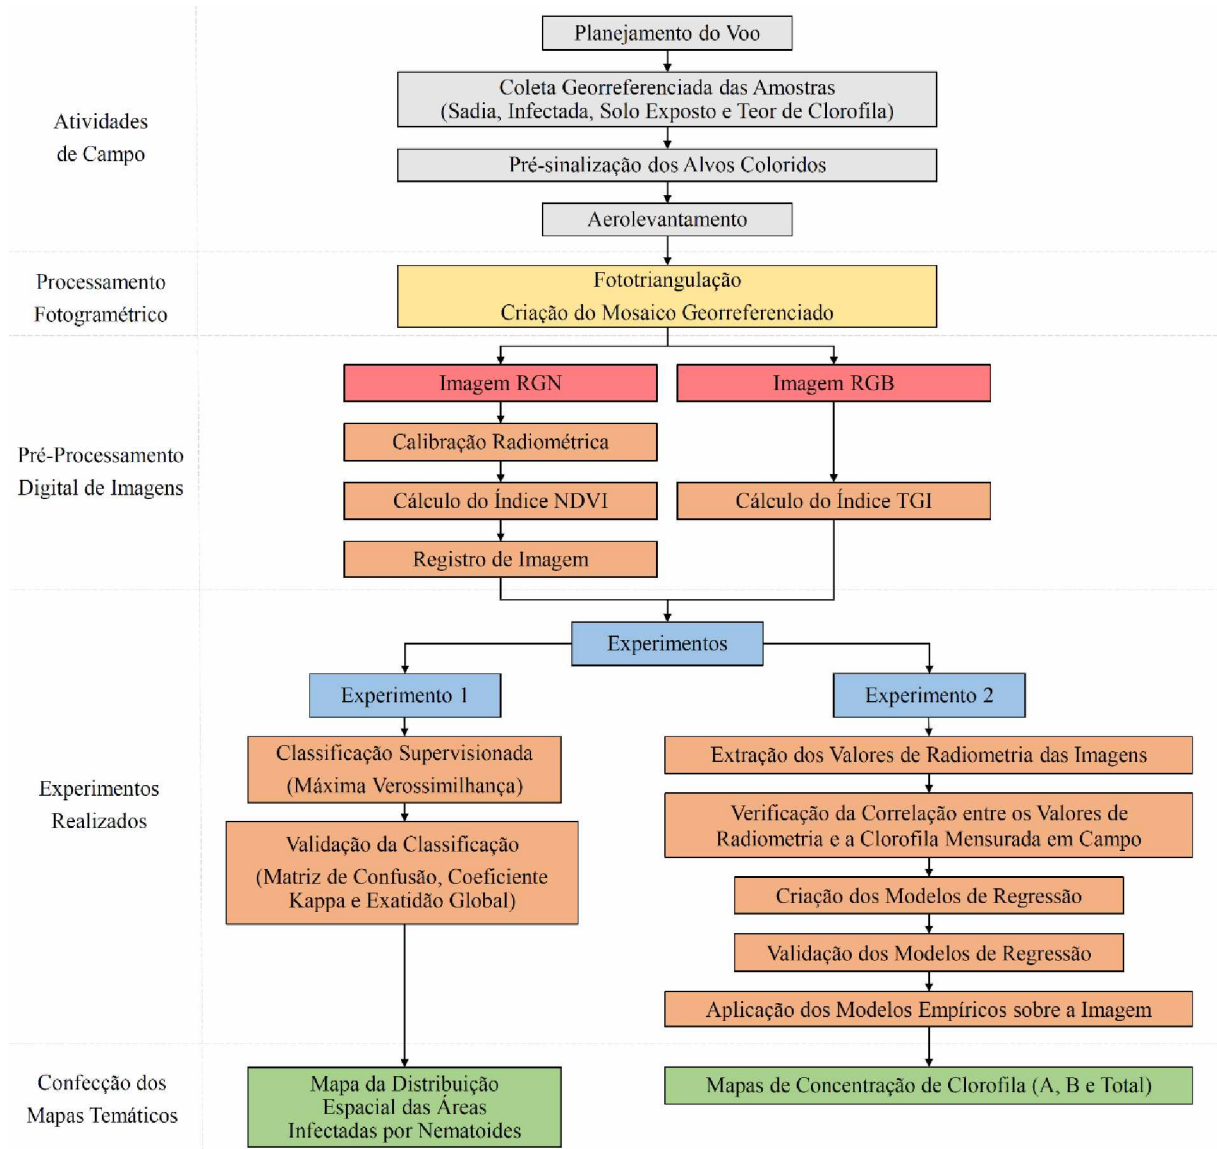 Atividades
de Campo
Planejamento do Voo
Coleta Georreferenciada das Amostras
(Sadia, Infectada, Solo Exposto e Teor de Clorofila)
Pré-sinalização dos Alvos Coloridos
Aerolevantamento
Processamento
Fotogramétrico
Fototriangulação
Criação do Mosaico Georreferenciado
Pré-Processamento
Digital de Imagens
Imagem RGN
Imagem RGB
Calibração Radiométrica
Cálculo do Índice NDVI
Cálculo do Índice TGI
Registro de Imagem
Experimentos
Realizados
Experimentos
Experimento 1
Classificação Supervisionada
(Máxima Verossimilhança)
Validação da Classificação
(Matriz de Confusão, Coeficiente
Kappa e Exatidão Global)
Experimento 2
Extração dos Valores de Radiometria das Imagens
Verificação da Correlação entre os Valores de
Radiometria e a Clorofila Mensurada em Campo
Criação dos Modelos de Regressão
Validação dos Modelos de Regressão
Aplicação dos Modelos Empíricos sobre a Imagem
Confecção dos
Mapas Temáticos
Mapa da Distribuição
Espacial das Áreas
Infectadas por Nematoides
Mapas de Concentração de Clorofila (A, B e Total)